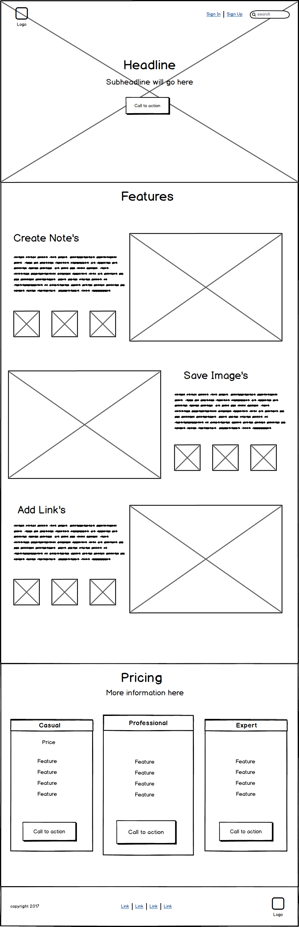 Logo
Sign In | Sign Up
search
Headline
Subheadline will go here
Call to action
Features
Create Note's
Save Image's
Add Link's
Pricing
More information here
Casual
Price
Feature
Feature
Feature
Feature
Call to action
Professional
Feature
Feature
Feature
Feature
Call to action
Expert
Feature
Feature
Feature
Feature
Call to action
copyright 2017
Link | Link | Link | Link
Logo